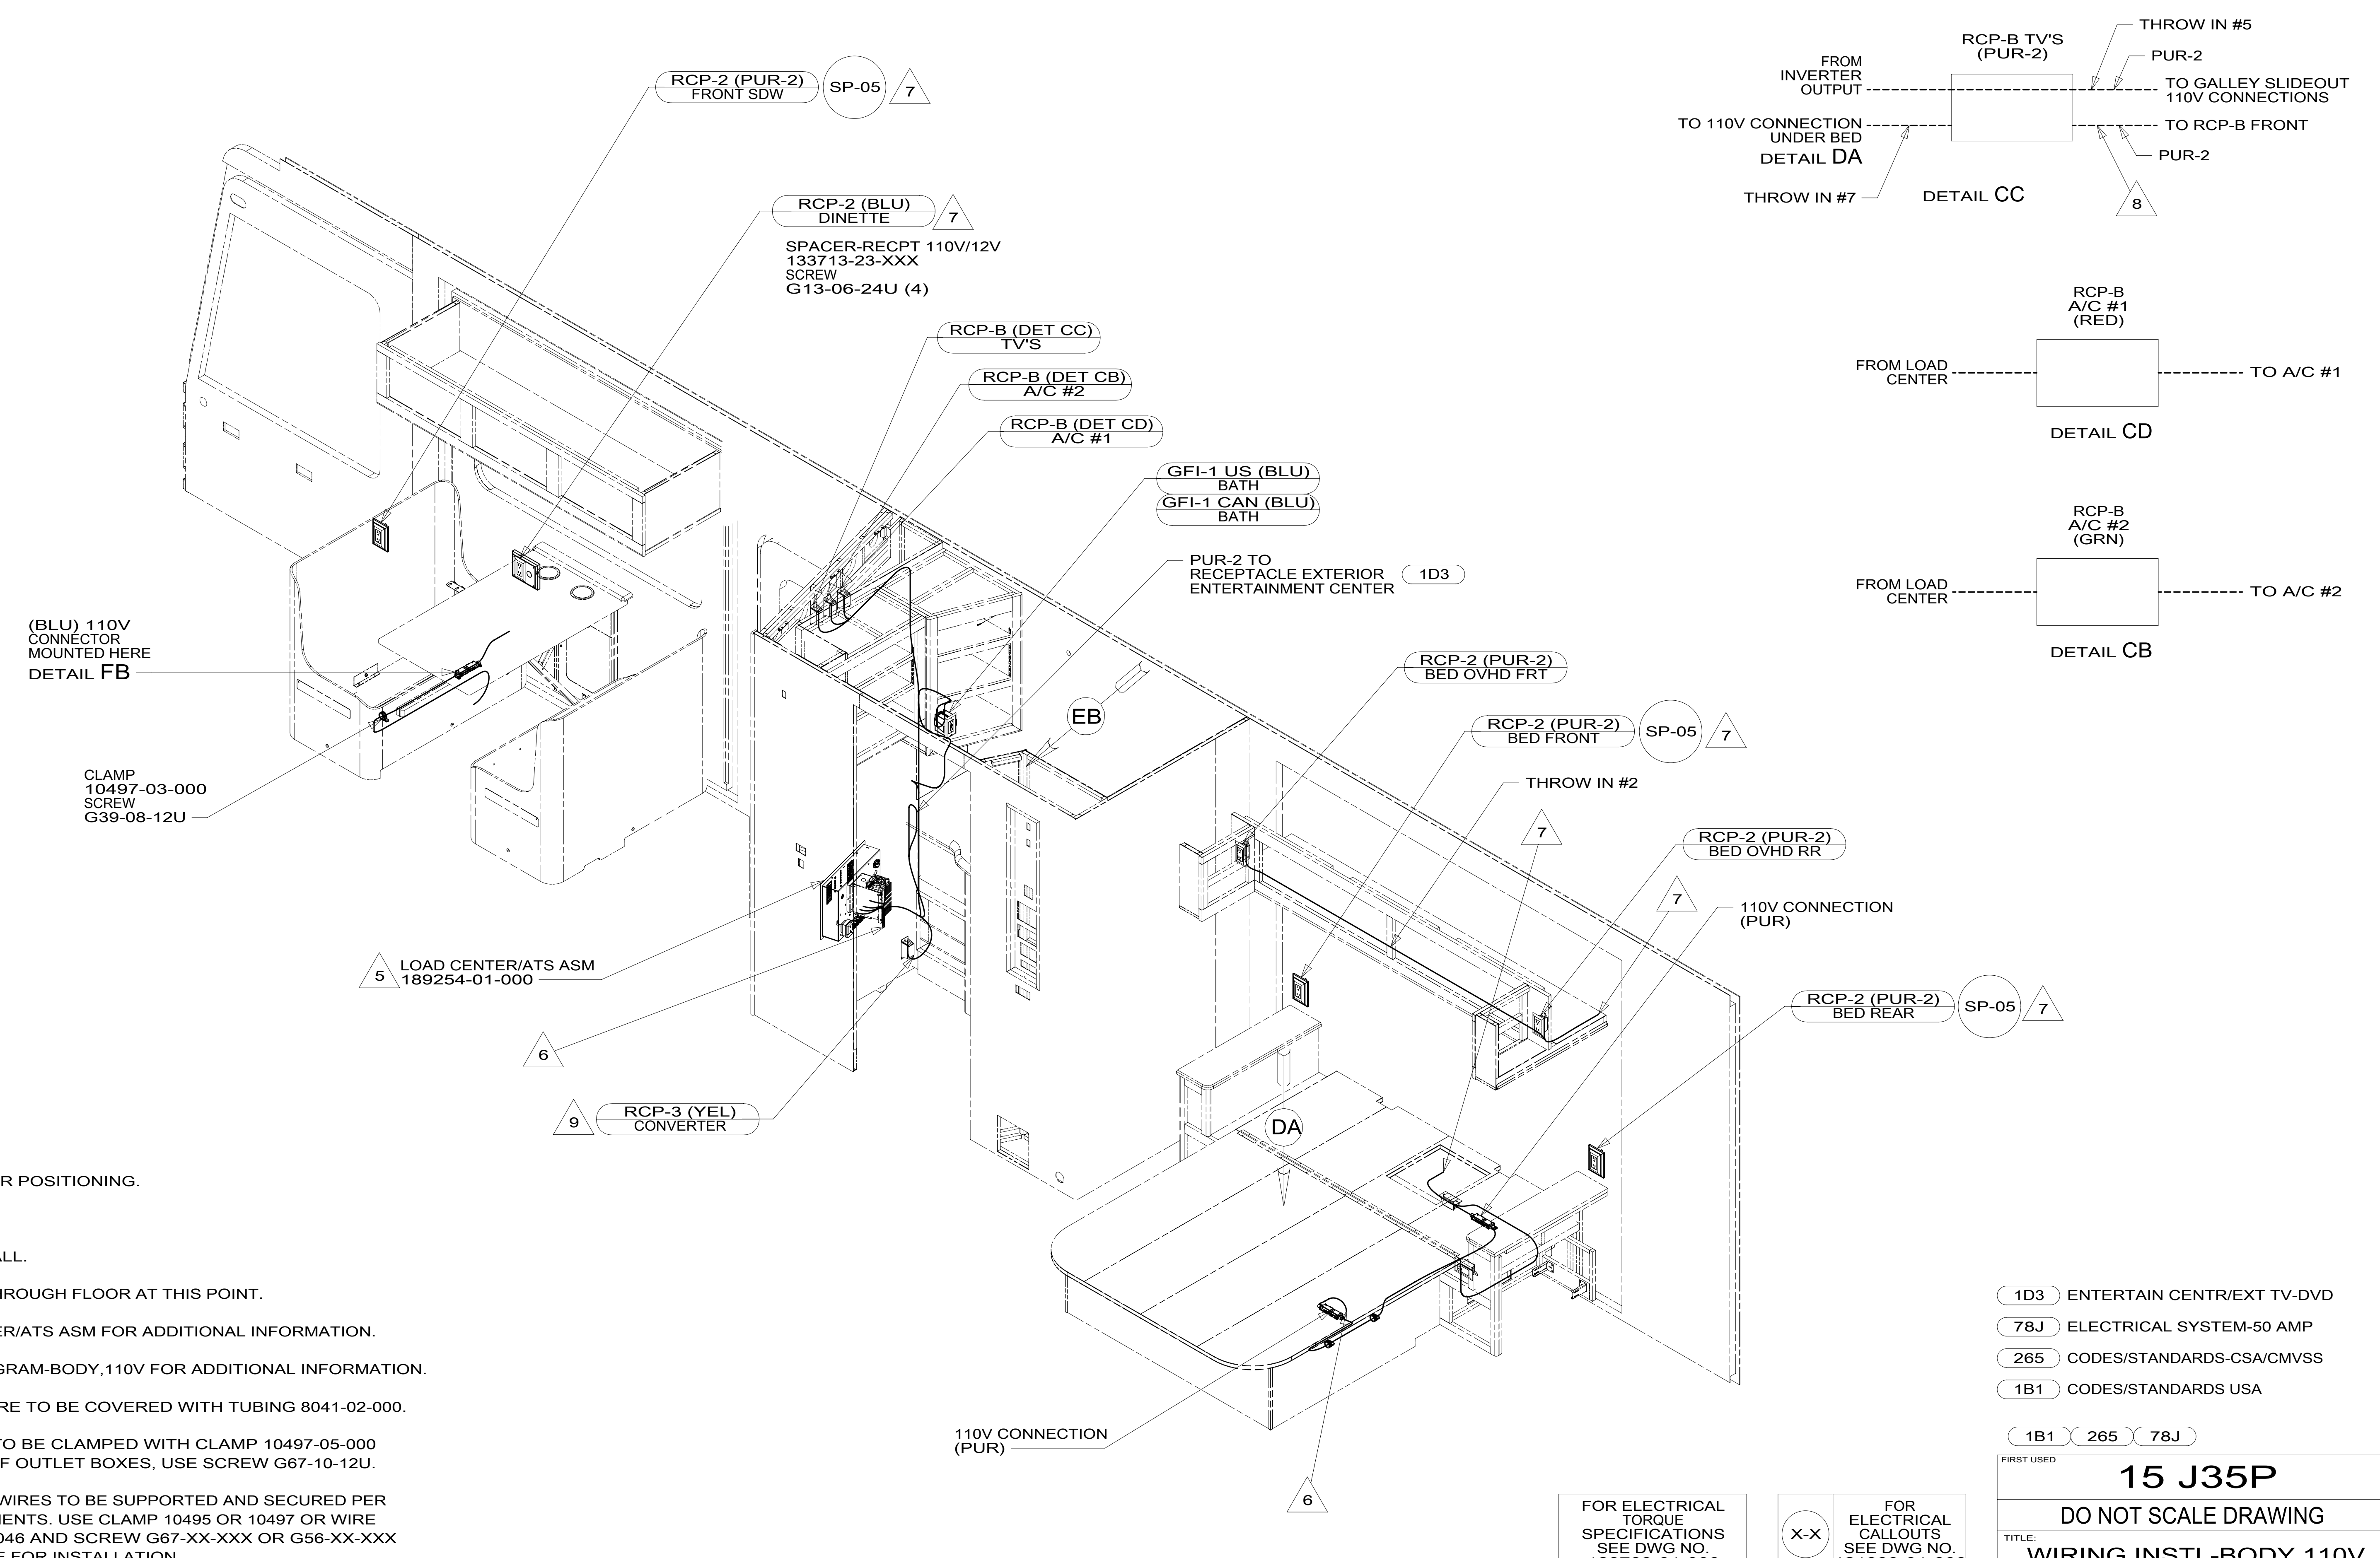 THROW IN #5
RCP-B TV'S
(PUR-2)
PUR-2
FROM
INVERTER
OUTPUT
TO GALLEY SLIDEOUT
110V CONNECTIONS
TO 110V CONNECTION
UNDER BED
TO RCP-B FRONT
DETAIL DA
PUR-2
THROW IN #7
DETAIL CC
8
RCP-2 (PUR-2)
FRONT SDW
SP-05
7
RCP-2 (BLU)
DINETTE
7
SPACER-RECPT 110V/12V
133713-23-XXX
SCREW
G13-06-24U (4)
RCP-B
A/C #1
(RED)
FROM LOAD
CENTER
TO A/C #1
DETAIL CD
RCP-B (DET CC)
TV'S
RCP-B (DET CB)
A/C #2
RCP-B (DET CD)
A/C #1
GFI-1 US (BLU)
BATH
GFI-1 CAN (BLU)
BATH
RCP-B
A/C #2
(GRN)
FROM LOAD
CENTER
TO A/C #2
DETAIL CB
PUR-2 TO
RECEPTACLE EXTERIOR
ENTERTAINMENT CENTER
1D3
(BLU) 110V
CONNECTOR
MOUNTED HERE
DETAIL FB
RCP-2 (PUR-2)
BED OVHD FRT
EB
RCP-2 (PUR-2)
BED FRONT
SP-05
7
CLAMP
10497-03-000
SCREW
G39-08-12U
THROW IN #2
7
RCP-2 (PUR-2)
BED OVHD RR
7
110V CONNECTION
(PUR)
5
LOAD CENTER/ATS ASM
189254-01-000
RCP-2 (PUR-2)
BED REAR
SP-05
7
6
9
RCP-3 (YEL)
CONVERTER
DA
R POSITIONING.
ALL.
HROUGH FLOOR AT THIS POINT.
ER/ATS ASM FOR ADDITIONAL INFORMATION.
GRAM-BODY,110V FOR ADDITIONAL INFORMATION.
RE TO BE COVERED WITH TUBING 8041-02-000.
TO BE CLAMPED WITH CLAMP 10497-05-000
F OUTLET BOXES, USE SCREW G67-10-12U.
WIRES TO BE SUPPORTED AND SECURED PER
MENTS. USE CLAMP 10495 OR 10497 OR WIRE
046 AND SCREW G67-XX-XXX OR G56-XX-XXX
FOR INSTALLATION
110V CONNECTION
(PUR)
6
1D3 ENTERTAIN CENTR/EXT TV-DVD
78J ELECTRICAL SYSTEM-50 AMP
265 CODES/STANDARDS-CSA/CMVSS
1B1 CODES/STANDARDS USA
1B1 265 78J
FOR ELECTRICAL
TORQUE
SPECIFICATIONS
SEE DWG NO.
X-X
FOR
ELECTRICAL
CALLOUTS
SEE DWG NO.
FIRST USED
15 J35P
DO NOT SCALE DRAWING
TITLE:
WIRING INSTL-BODY 110V